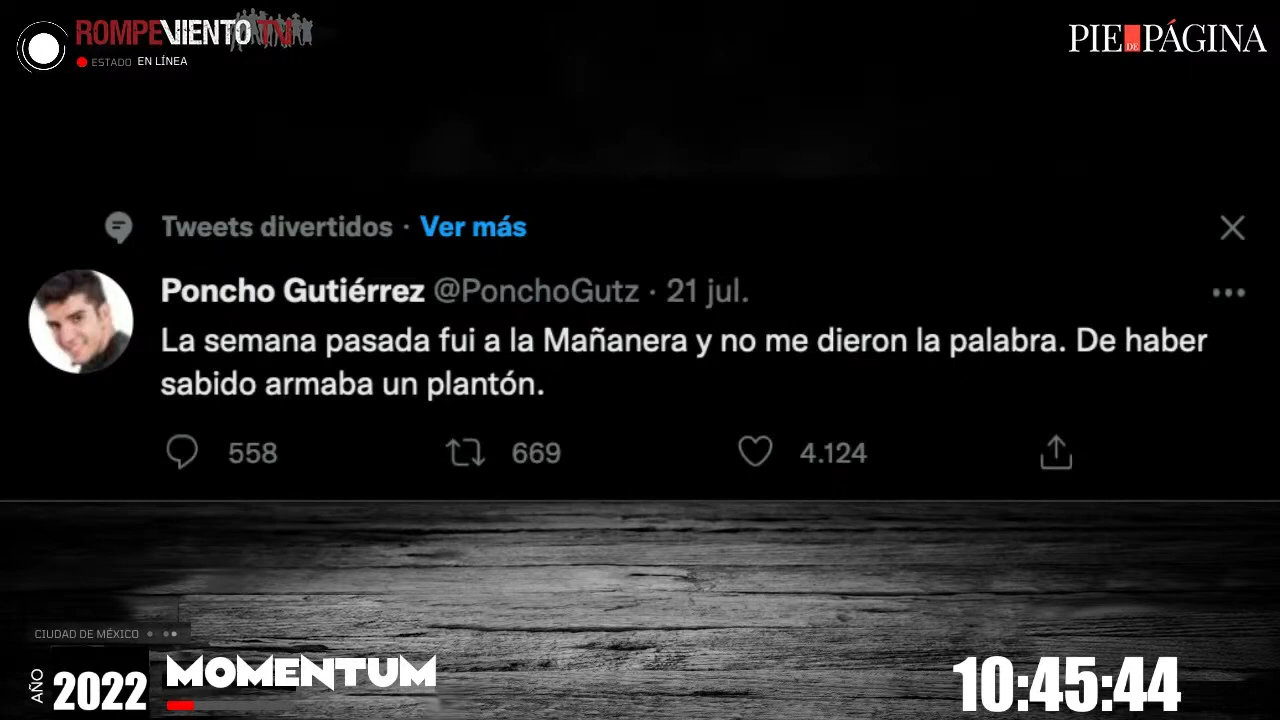 ROMPEVIENTO TV
ESTADO EN LÍNEA
PIE DE PÁGINA
Tweets divertidos · Ver más
Poncho Gutiérrez @PonchoGutz · 21 jul.
La semana pasada fui a la Mañanera y no me dieron la palabra. De haber
sabido armaba un plantón.
558 669 4.124
CIUDAD DE MÉXICO
AÑO 2022 MOMENTUM
10:45:44